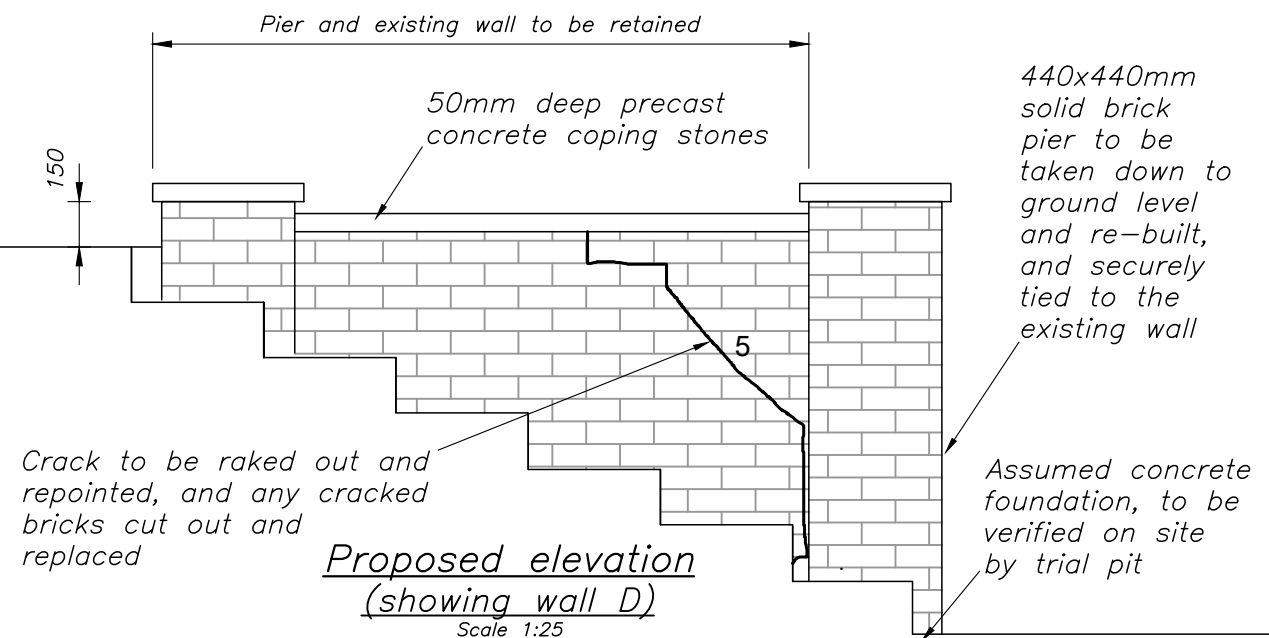 Pier and existing wall to be retained
50mm deep precast
concrete coping stones
440x440mm
solid brick
pier to be
taken down to
ground level
and re-built,
and securely
tied to the
existing wall
150
5
Crack to be raked out and
repointed, and any cracked
bricks cut out and
replaced
Assumed concrete
foundation, to be
verified on site
by trial pit
Proposed elevation
(showing wall D)
Scale 1:25